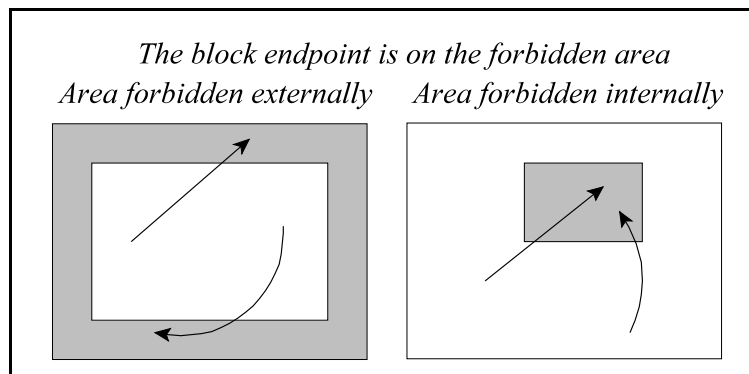 The block endpoint is on the forbidden area
Area forbidden externally Area forbidden internally